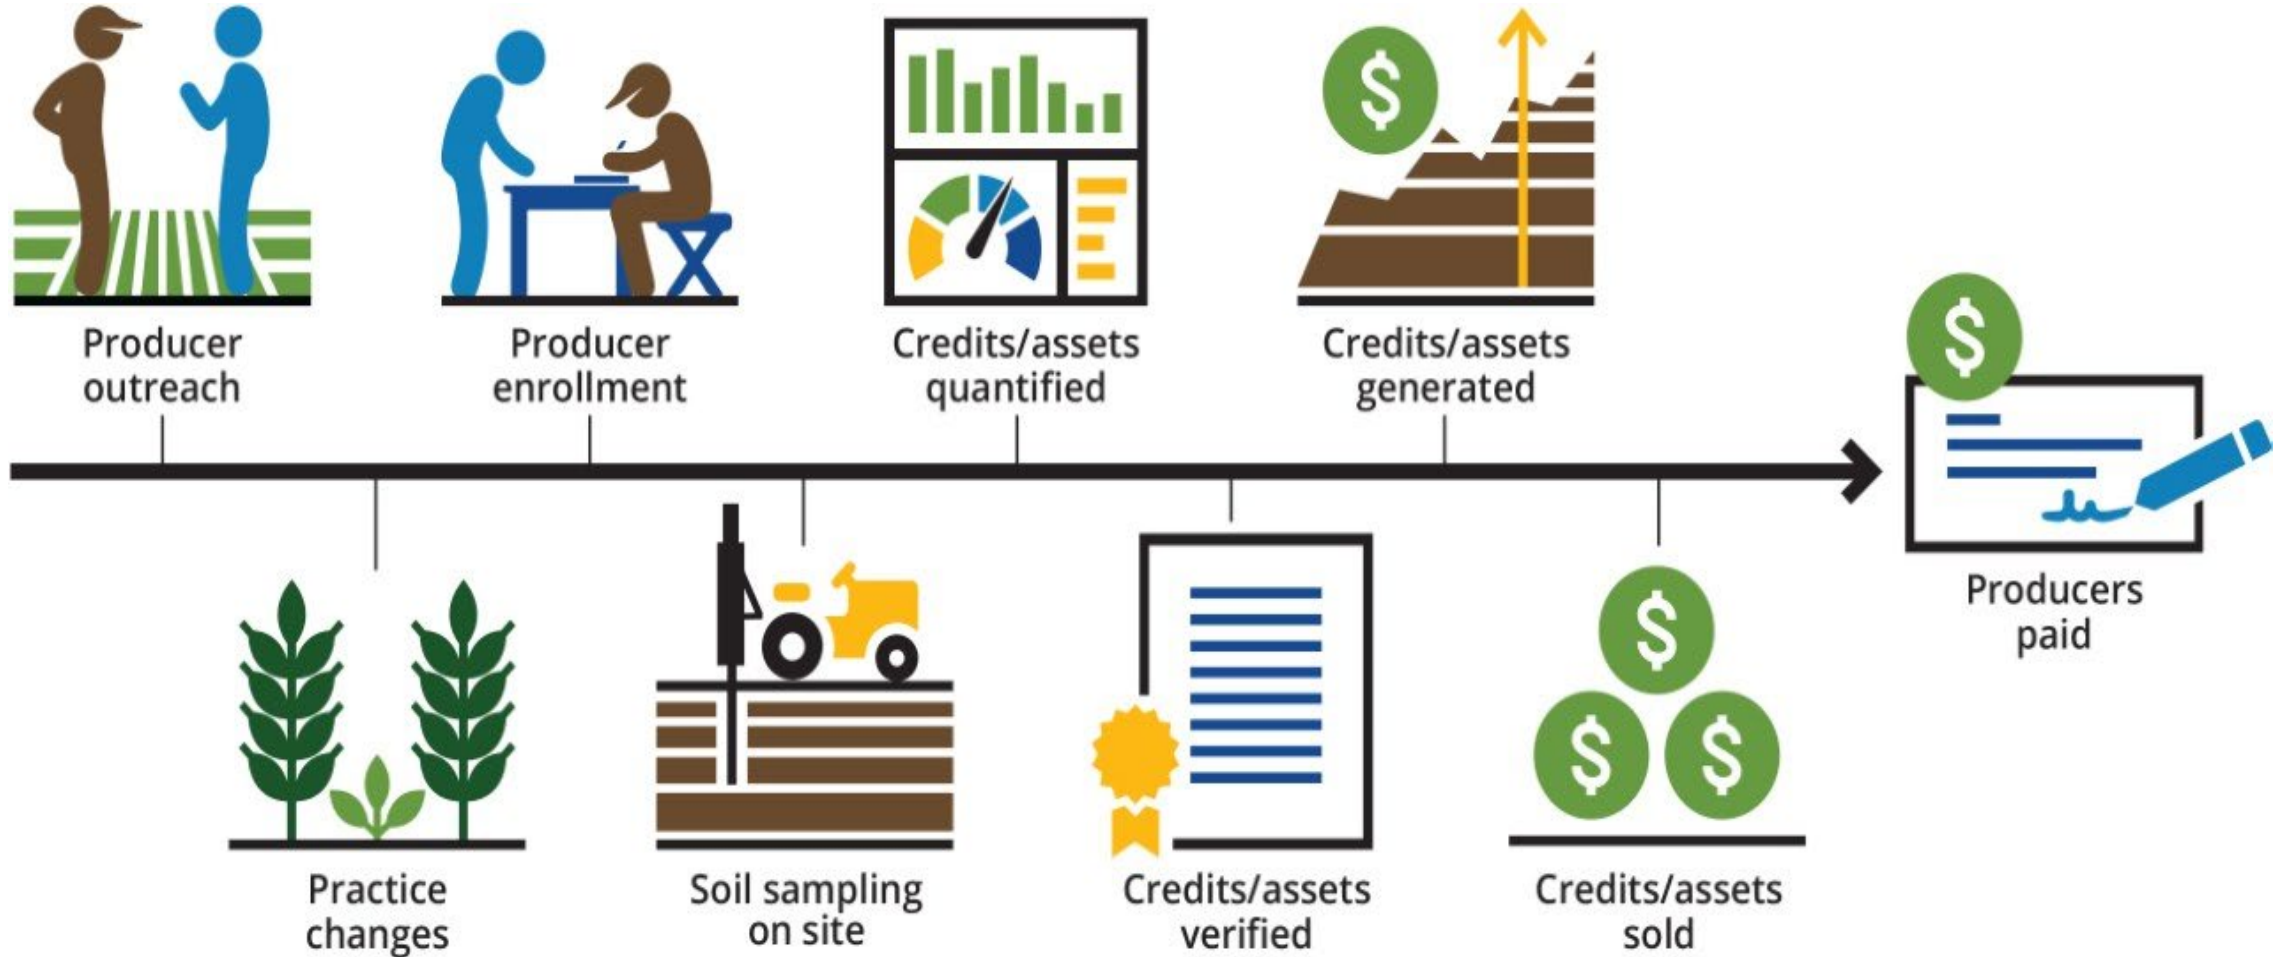 Producer
outreach
Practice
changes
Producer
enrollment
Soil sampling
on site
Credits/assets
quantified
Credits/assets
verified
$
Credits/assets
generated
$
$
$
Credits/assets
sold
$
Producers
paid